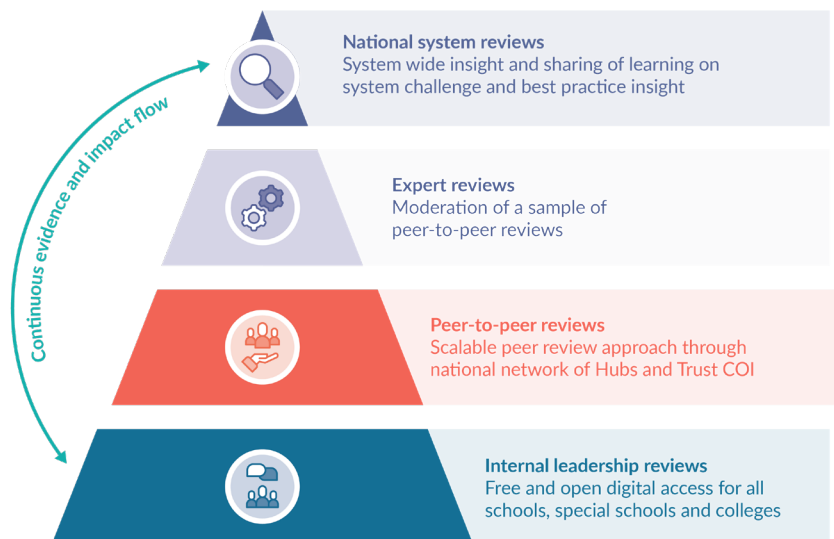 National system reviews
System wide insight and sharing of learning on
system challenge and best practice insight
Continuous evidence and impact flow
Expert reviews
Moderation of a sample of
peer-to-peer reviews
Peer-to-peer reviews
Scalable peer review approach through
national network of Hubs and Trust COI
Internal leadership reviews
Free and open digital access for all
schools, special schools and colleges